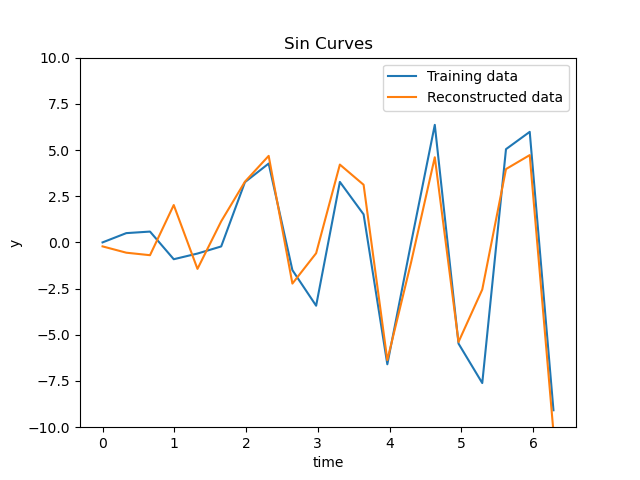 Sin Curves
10.0
7.5
5.0
2.5
0.0
−2.5
−5.0
−7.5
−10.0
y
Training data
Reconstructed data
0 1 2 3 4 5 6
time